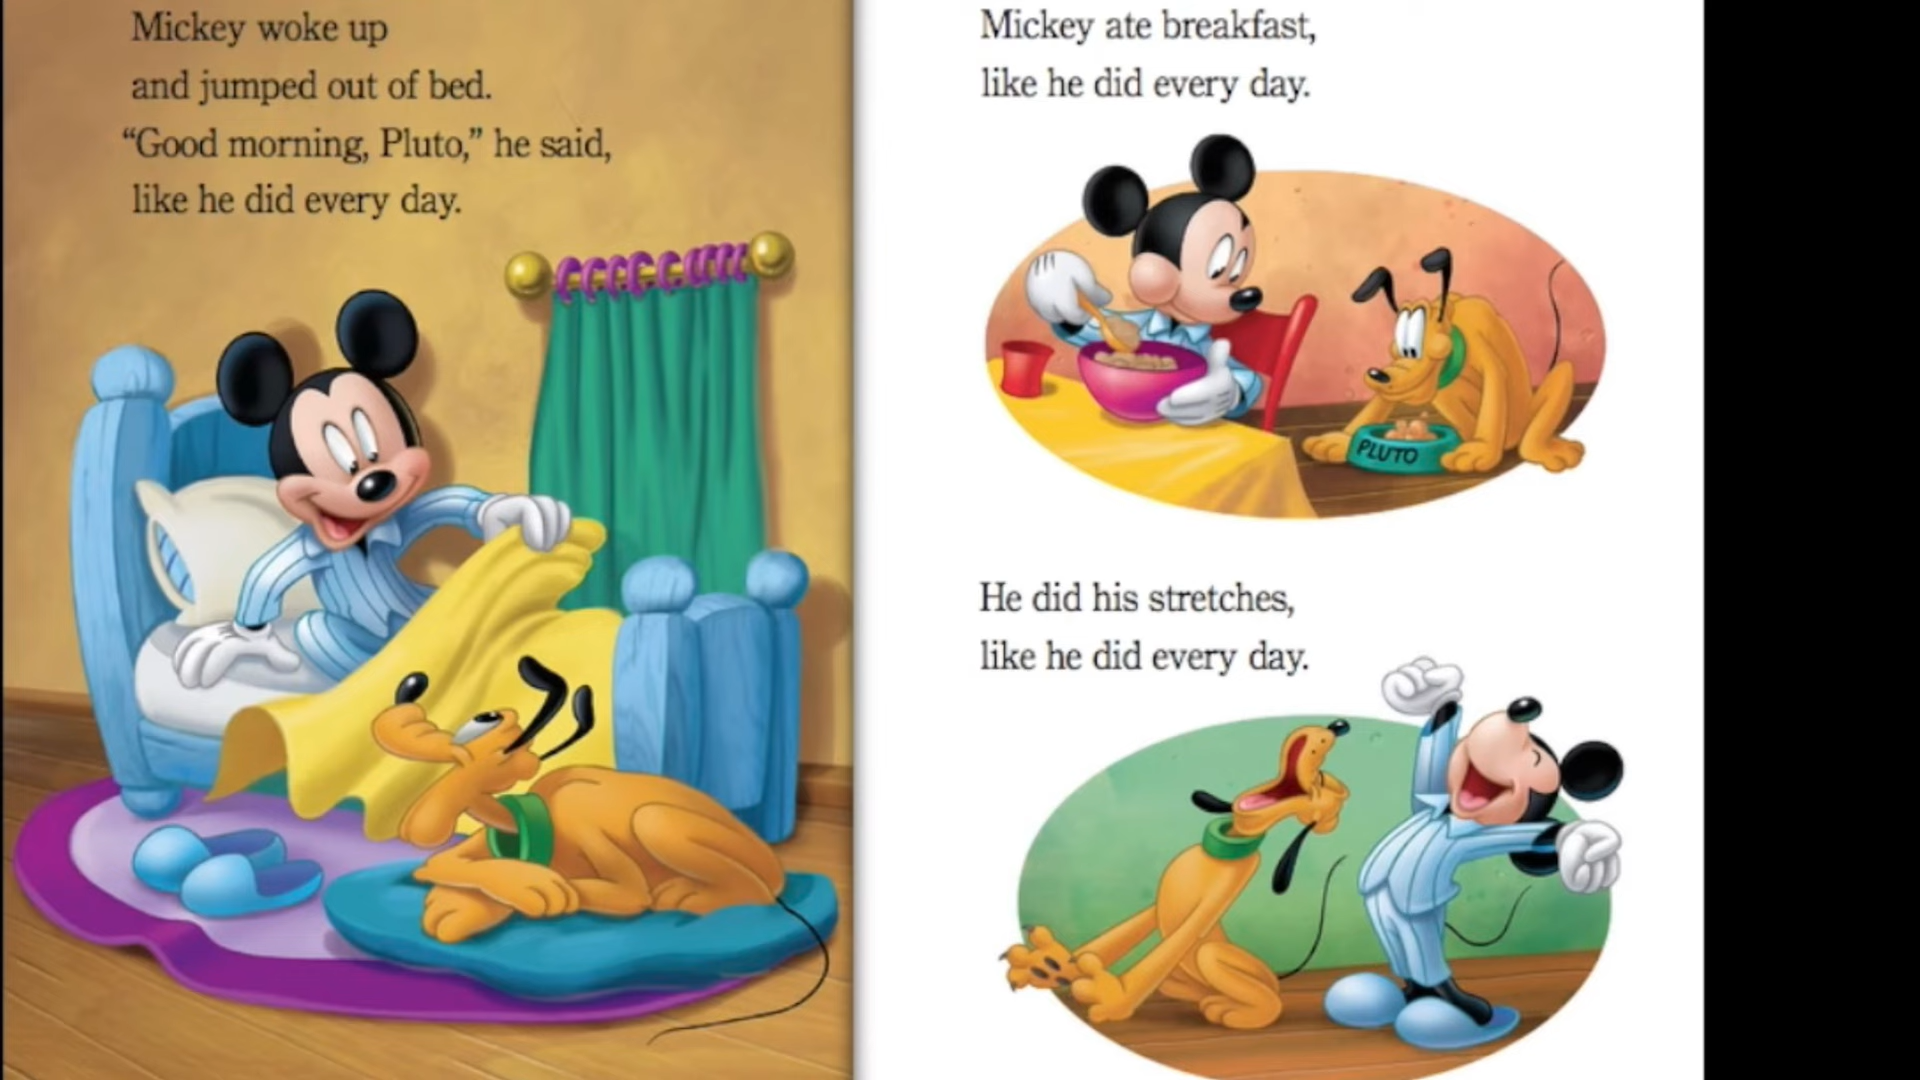 Mickey woke up
and jumped out of bed.
“Good morning, Pluto,” he said,
like he did every day.
Mickey ate breakfast,
like he did every day.
PLUTO
He did his stretches,
like he did every day.